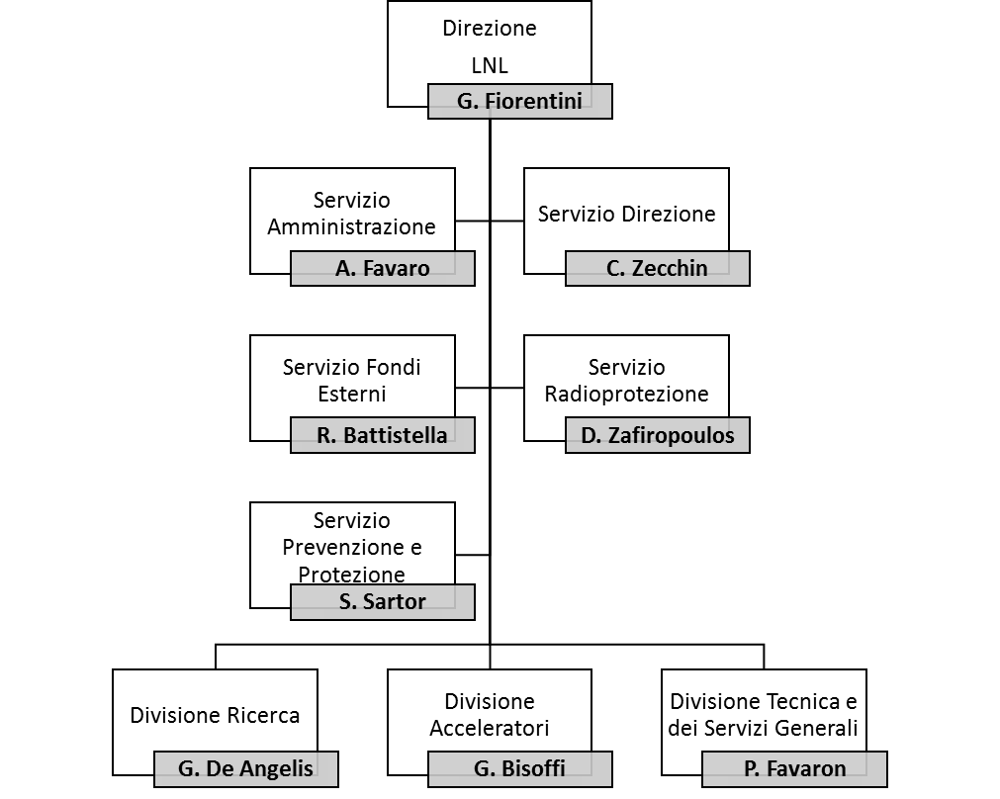 Direzione
LNL
G. Fiorentini
Servizio
Amministrazione
A. Favaro
Servizio Direzione
C. Zecchin
Servizio Fondi
Esterni
R. Battistella
Servizio
Radioprotezione
D. Zafiropoulos
Servizio
Prevenzione e
Protezione
S. Sartor
Divisione Ricerca
G. De Angelis
Divisione
Acceleratori
G. Bisoffi
Divisione Tecnica e
dei Servizi Generali
P. Favaron